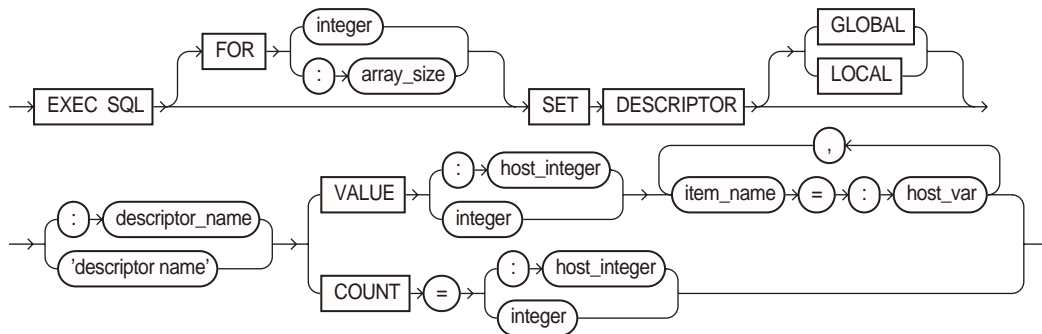 integer
FOR
: array_size
GLOBAL
LOCAL
EXEC SQL
SET DESCRIPTOR
,
: host_integer
VALUE
integer
item_name = : host_var
: descriptor_name
'descriptor name'
: host_integer
COUNT =
integer